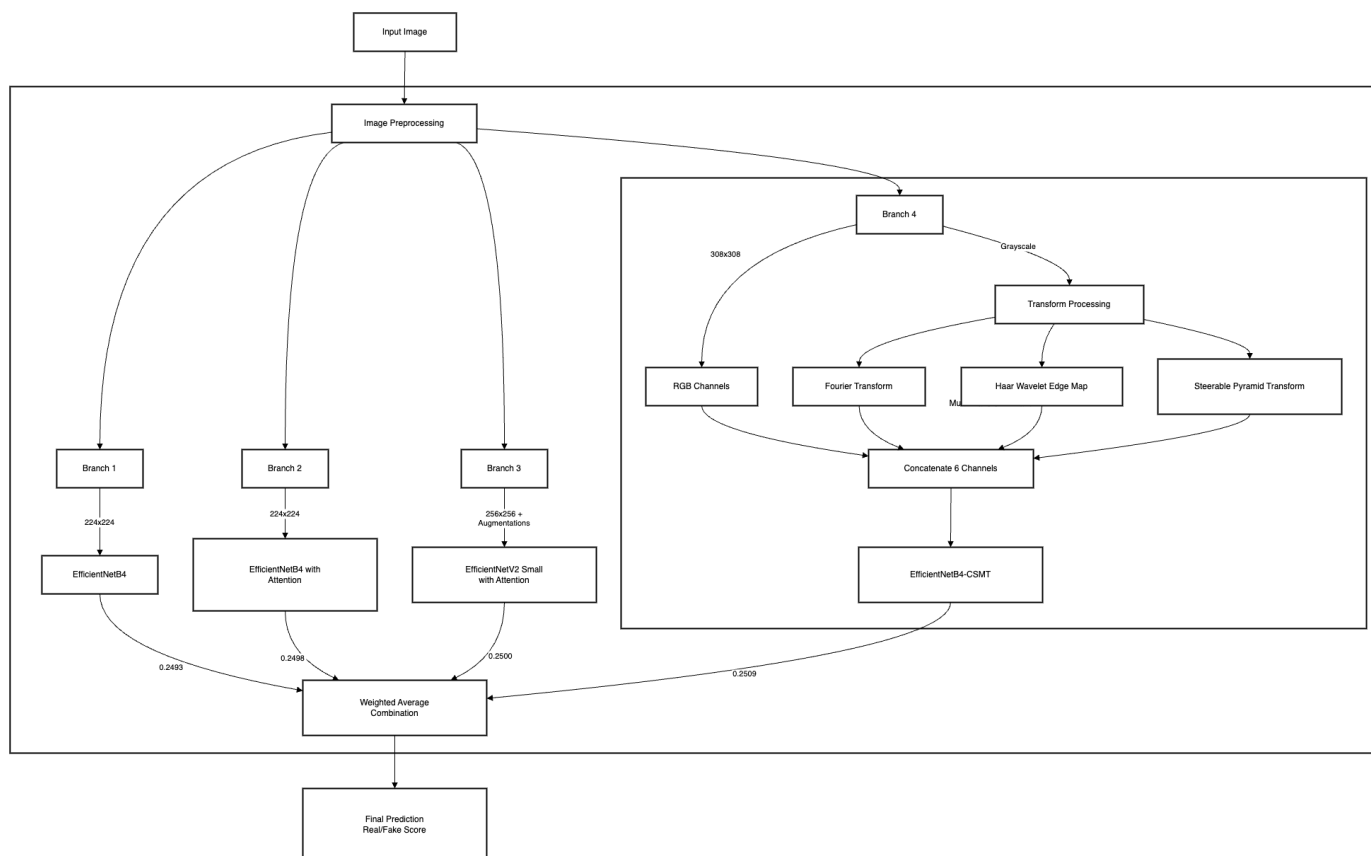 Input Image
Image Preprocessing
Branch 4
308x308
Grayscale
Transform Processing
RGB Channels
Fourier Transform
Haar Wavelet Edge Map
Steerable Pyramid Transform
Mu
Branch 1
Branch 2
Branch 3
Concatenate 6 Channels
224x224
224x224
256x256 +
Augmentations
EfficientNetB4
EfficientNetB4 with
Attention
EfficientNetV2 Small
with Attention
EfficientNetB4-CSMT
0.2493
0.2498
0.2500
0.2509
Weighted Average
Combination
Final Prediction
Real/Fake Score